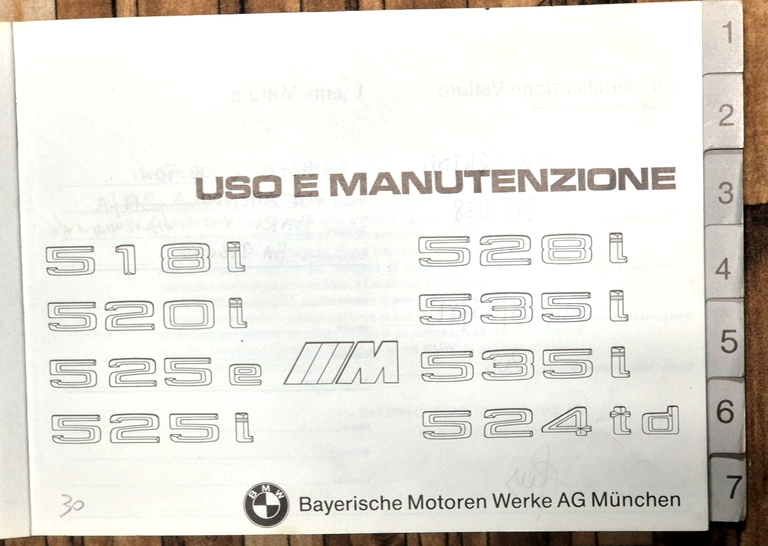 USO E MANUTENZIONE
518i
520i
525e
525i
528i
535i
M 535i
524td
30
BMW
Bayerische Motoren Werke AG München
1
2
3
4
5
6
7